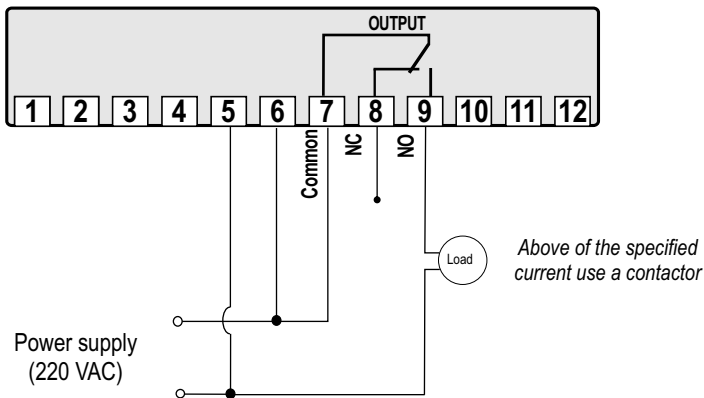 OUTPUT
1 2 3 4 5 6 7 8 9 10 11 12
Common
NC
NO
Load
Above of the specified
current use a contactor
Power supply
(220 VAC)